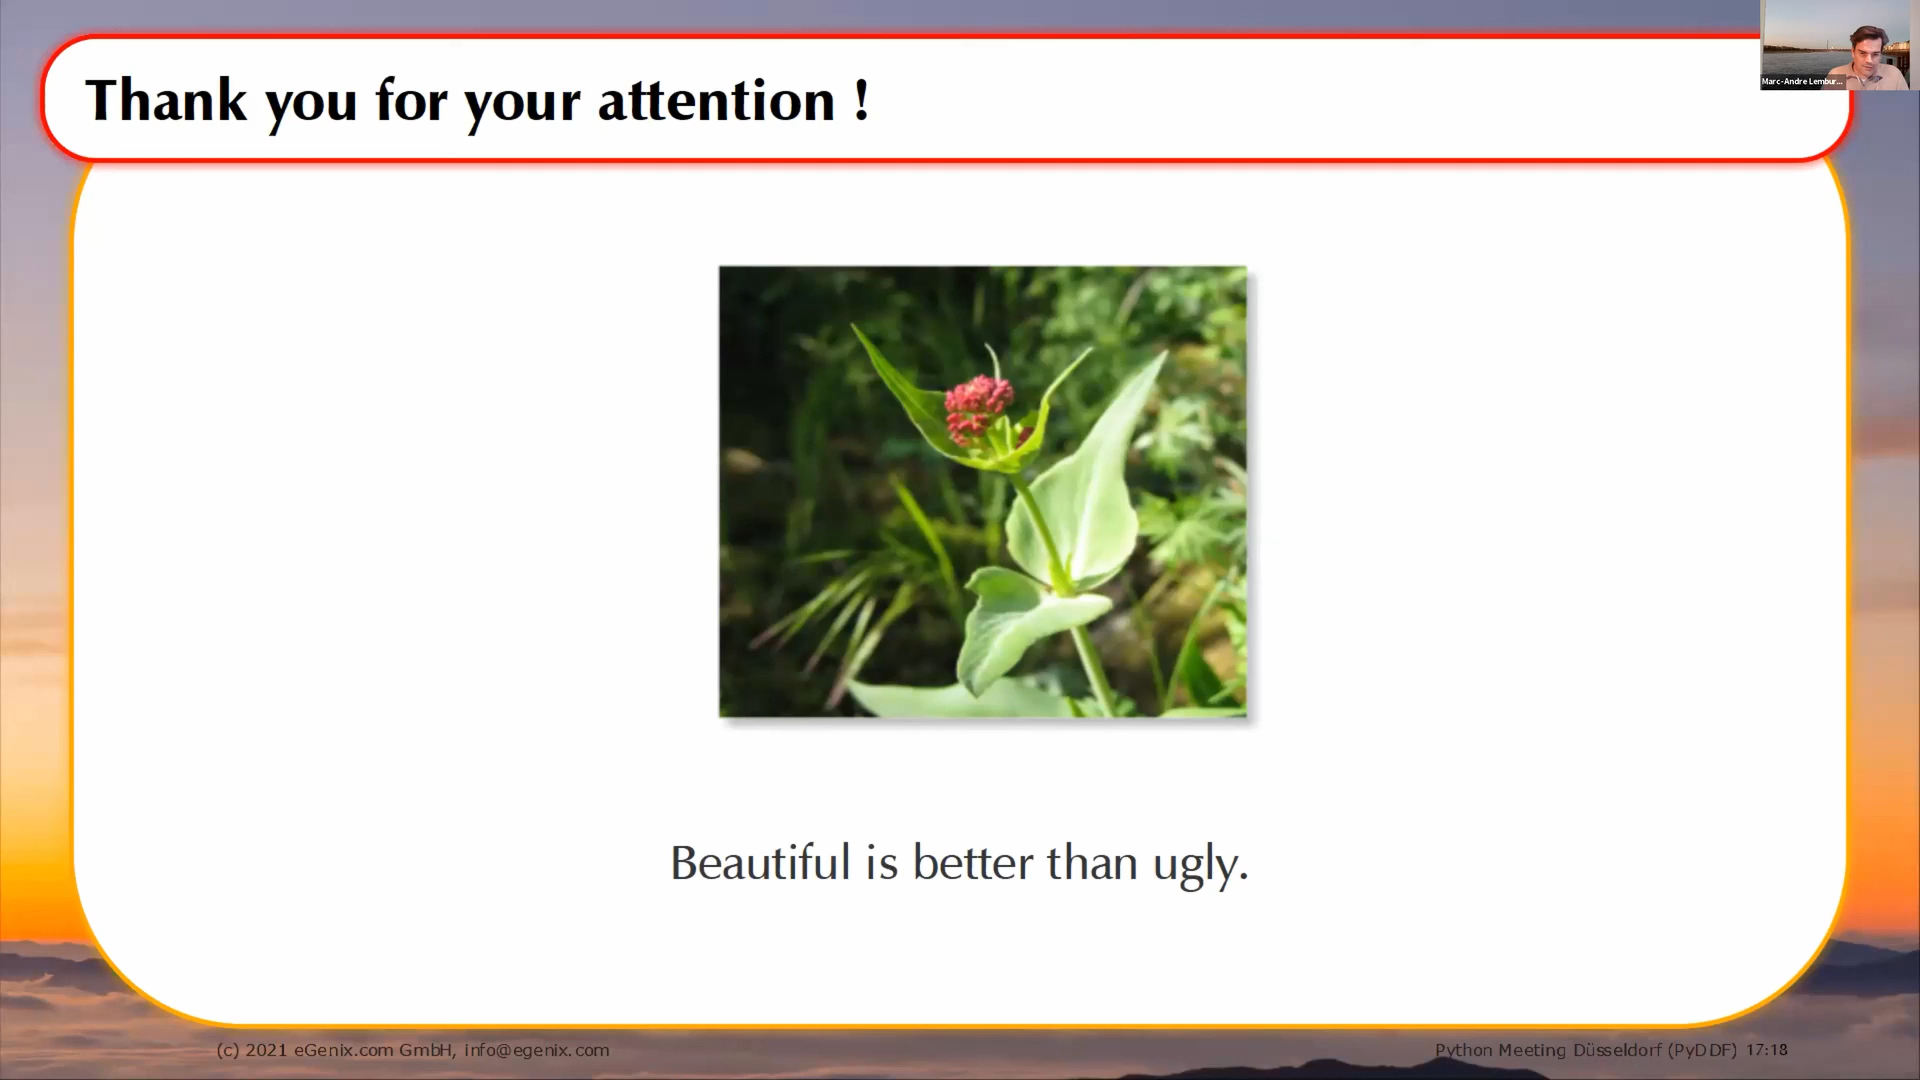 Thank you for your attention !
Marc-Andre Lembur...
Beautiful is better than ugly.
(c) 2021 eGenix.com GmbH, info@egenix.com
Python Meeting Düsseldorf (PyDDF) 17:18